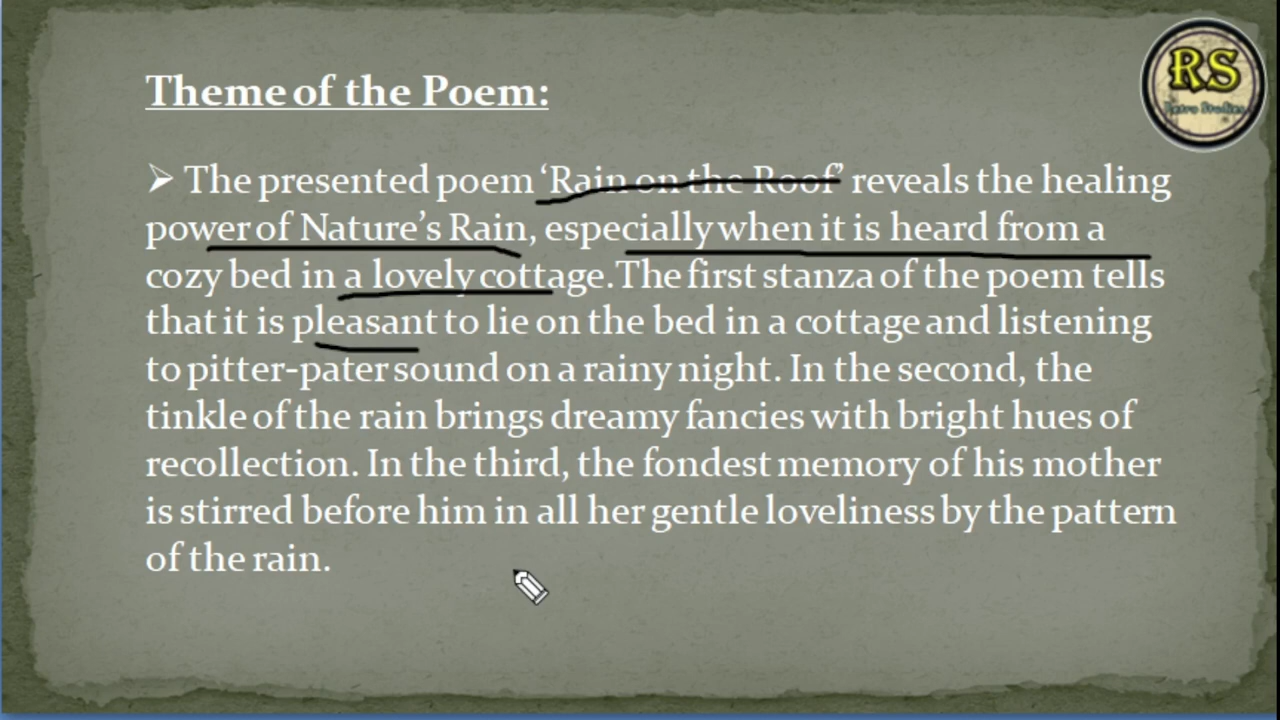 RS
Retro Studies
Theme of the Poem:
➢ The presented poem ‘Rain on the Roof’ reveals the healing
power of Nature’s Rain, especially when it is heard from a
cozy bed in a lovely cottage.The first stanza of the poem tells
that it is pleasant to lie on the bed in a cottage and listening
to pitter-pater sound on a rainy night. In the second, the
tinkle of the rain brings dreamy fancies with bright hues of
recollection. In the third, the fondest memory of his mother
is stirred before him in all her gentle loveliness by the pattern
of the rain.